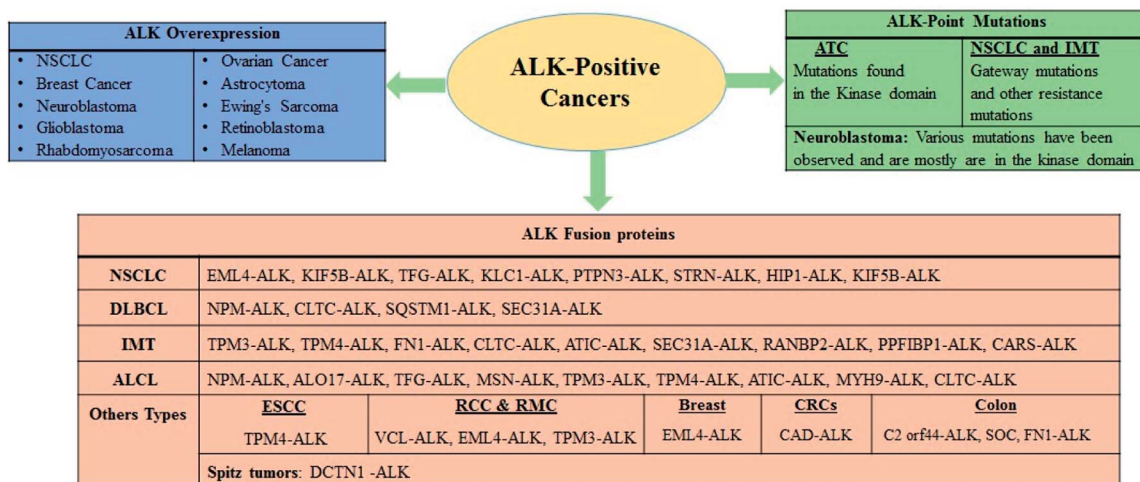 ALK Overexpression
• NSCLC
• Breast Cancer
• Neuroblastoma
• Glioblastoma
• Rhabdomyosarcoma
• Ovarian Cancer
• Astrocytoma
• Ewing's Sarcoma
• Retinoblastoma
• Melanoma
ALK-Positive
Cancers
ALK-Point Mutations
ATC
Mutations found
in the Kinase domain
NSCLC and IMT
Gateway mutations
and other resistance
mutations
Neuroblastoma: Various mutations have been
observed and are mostly are in the kinase domain
ALK Fusion proteins
NSCLC
EML4-ALK, KIF5B-ALK, TFG-ALK, KLC1-ALK, PTPN3-ALK, STRN-ALK, HIP1-ALK, KIF5B-ALK
DLBCL
NPM-ALK, CLTC-ALK, SQSTM1-ALK, SEC31A-ALK
IMT
TPM3-ALK, TPM4-ALK, FN1-ALK, CLTC-ALK, ATIC-ALK, SEC31A-ALK, RANBP2-ALK, PPFIBP1-ALK, CARS-ALK
ALCL
NPM-ALK, ALO17-ALK, TFG-ALK, MSN-ALK, TPM3-ALK, TPM4-ALK, ATIC-ALK, MYH9-ALK, CLTC-ALK
Others Types
ESCC
TPM4-ALK
RCC & RMC
VCL-ALK, EML4-ALK, TPM3-ALK
Breast
EML4-ALK
CRCs
CAD-ALK
Colon
C2 orf44-ALK, SOC, FN1-ALK
Spitz tumors: DCTN1 -ALK